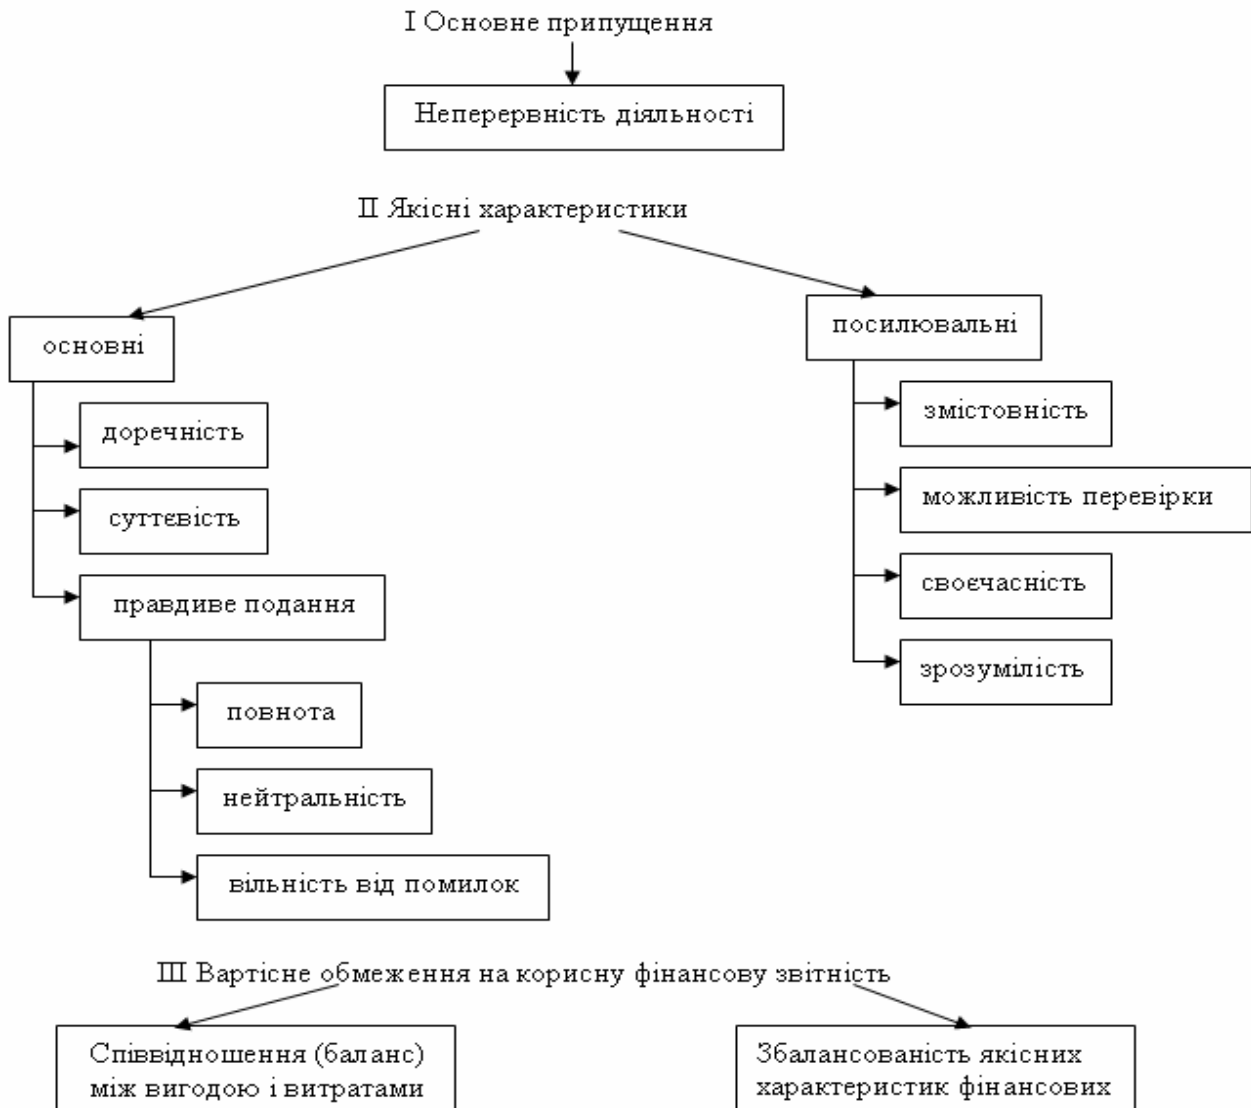 I Основне припущення
Неперервність діяльності
II Якісні характеристики
основні
доречність
суттєвість
правдиве подання
повнота
нейтральність
вільність від помилок
посилювальні
змістовність
можливість перевірки
своєчасність
зрозумілість
III Вартісне обмеження на корисну фінансову звітність
Співвідношення (баланс)
між вигодою і витратами
Збалансованість якісних
характеристик фінансових